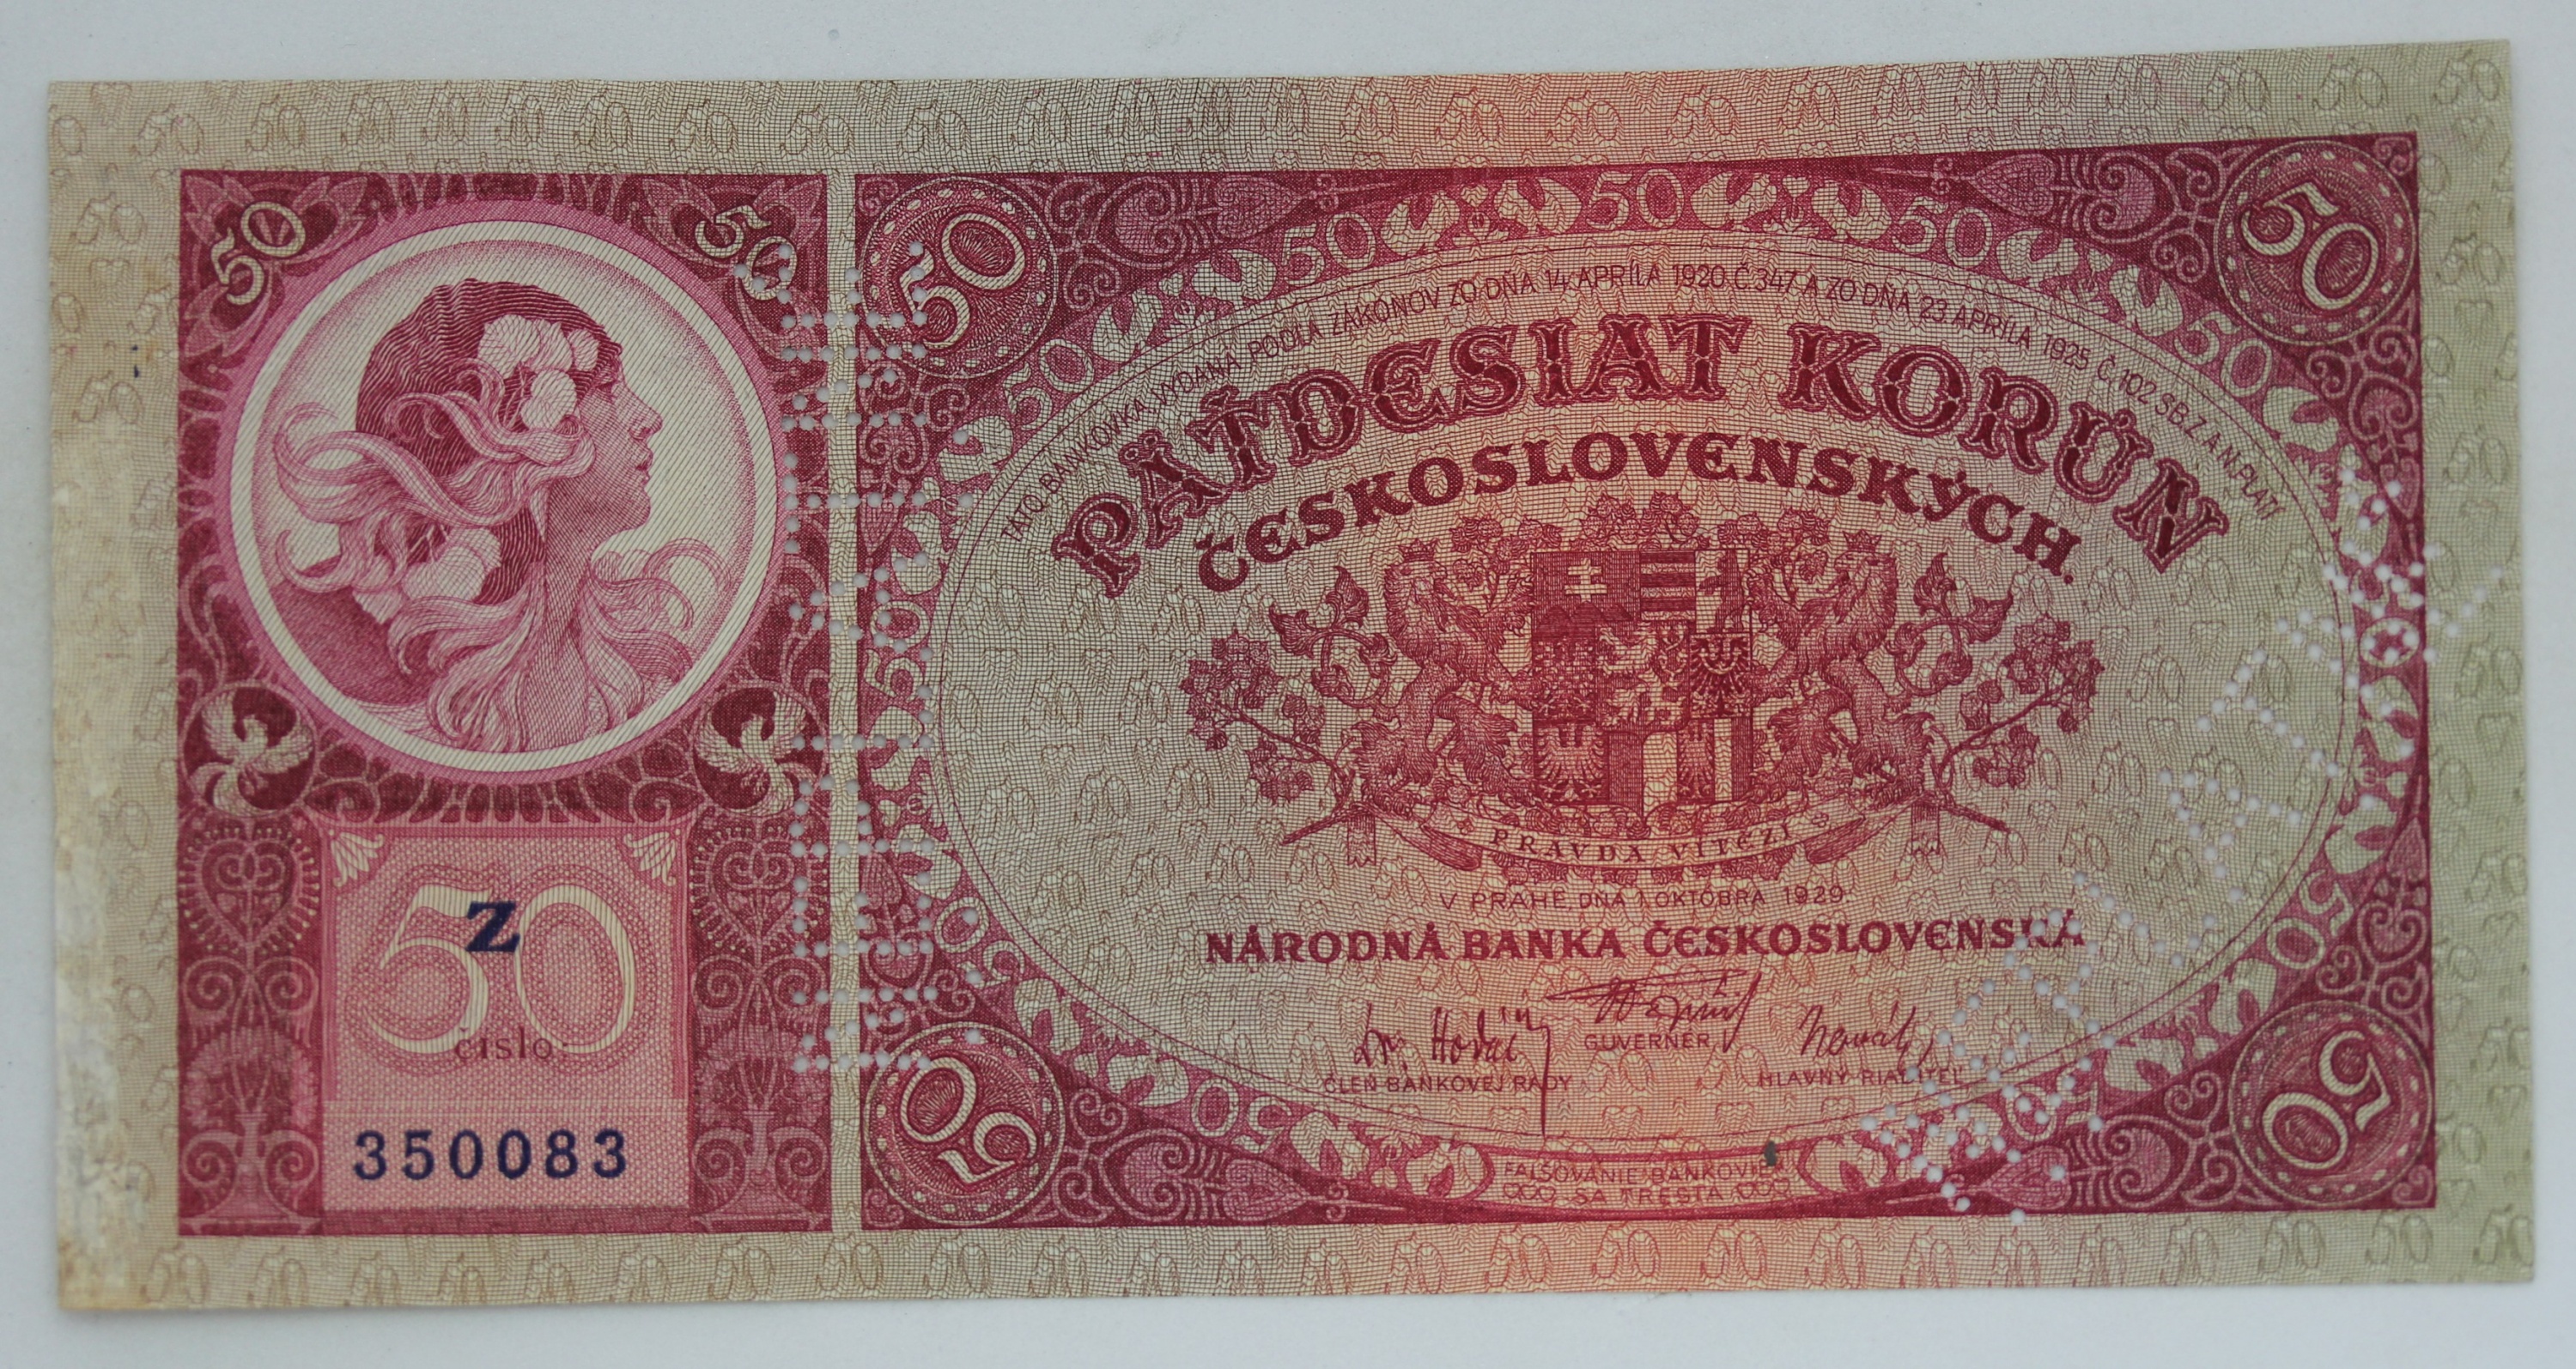 50 50
50 50
TÁTO BANKOVKA, VYDANÁ PODĽA ZÁKONOV ZO DŇA 14. APRÍLA 1920 Č. 347 A ZO DŇA 23. APRÍLA 1925 Č. 102 SB. Z. A N. PLATÍ
PÄŤDESIAT KORÚN
ČESKOSLOVENSKÝCH.
PRAVDA VÍTĚZÍ
V PRAHE, DŇA 1. OKTÓBRA 1929.
NÁRODNÁ BANKA ČESKOSLOVENSKÁ
GUVERNÉR,
ČLEN BANKOVEJ RADY HLAVNÝ RIADITEĽ
FALŠOVANIE BANKOVIEK
SA TRESTÁ
50 50
50
Z
číslo:
350083